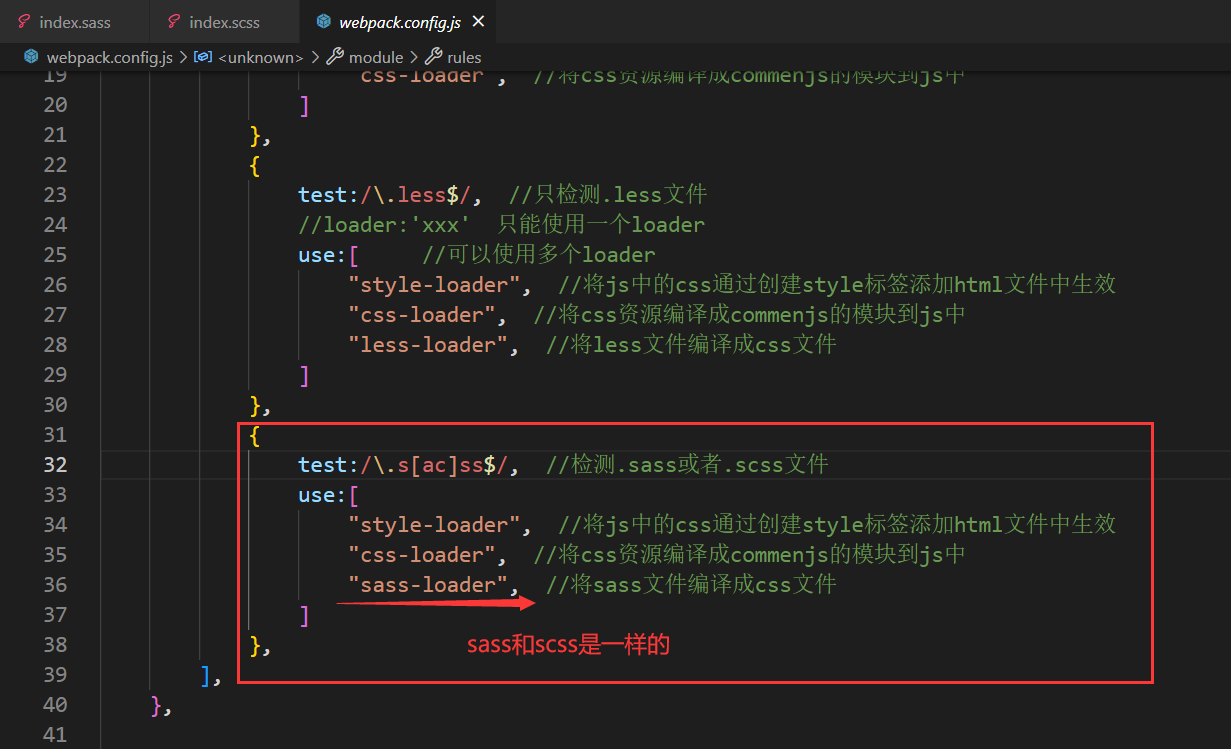 index.sass index.scss webpack.config.js
webpack.config.js <unknown> module rules
19 css-loader , //将css资源编译成commenjs的模块到js中
20 ]
21 },
22 {
23 test:/\.less$/, //只检测.less文件
24 //loader:'xxx' 只能使用一个loader
25 use:[ //可以使用多个loader
26 "style-loader", //将js中的css通过创建style标签添加html文件中生效
27 "css-loader", //将css资源编译成commenjs的模块到js中
28 "less-loader", //将less文件编译成css文件
29 ]
30 },
31 {
32 test:/\.s[ac]ss$/, //检测.sass或者.scss文件
33 use:[
34 "style-loader", //将js中的css通过创建style标签添加html文件中生效
35 "css-loader", //将css资源编译成commenjs的模块到js中
36 "sass-loader", //将sass文件编译成css文件
37 ]
38 },
sass和scss是一样的
39 ],
40 },
41